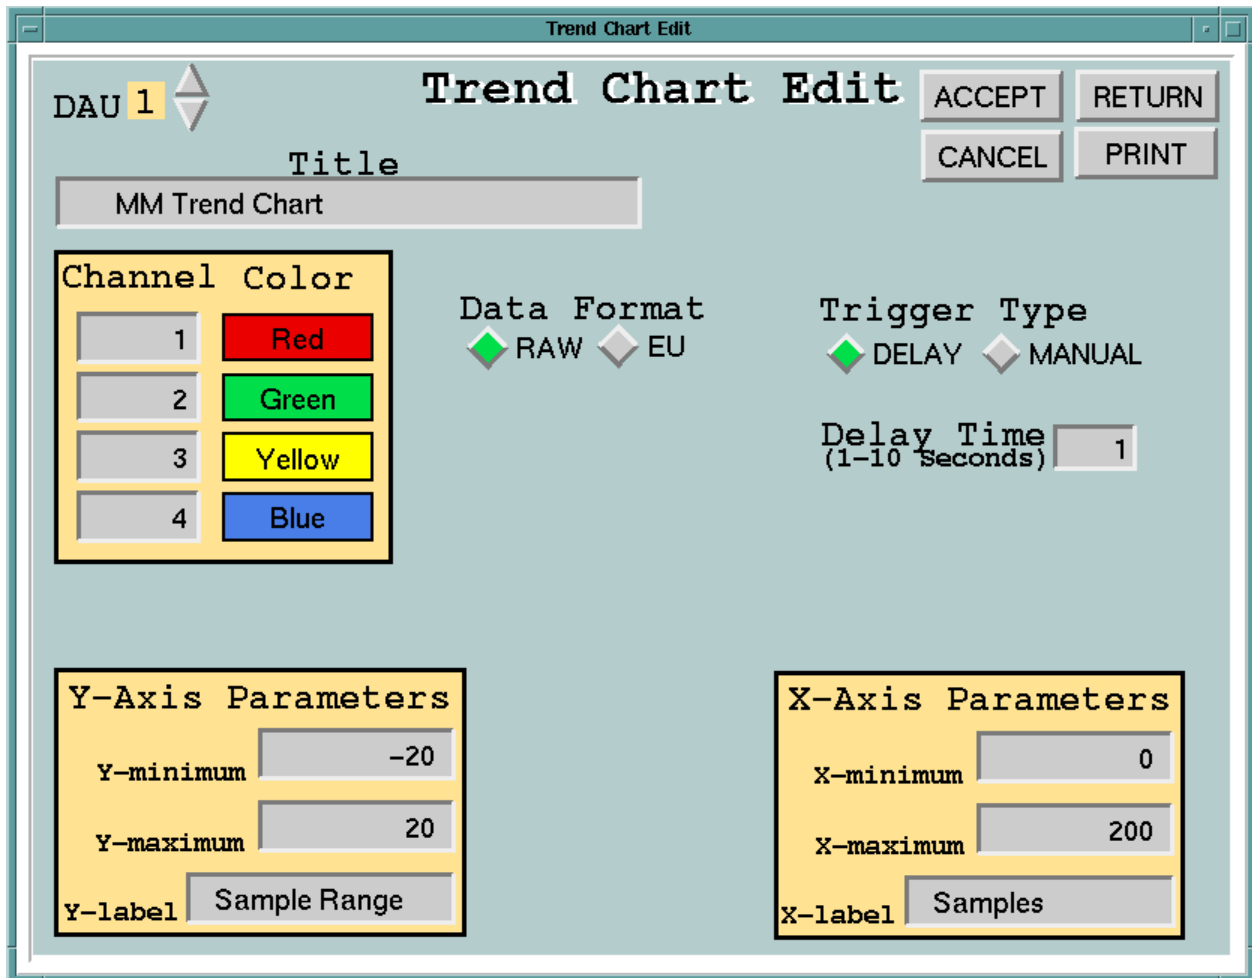 Trend Chart Edit
DAU 1
Trend Chart Edit
ACCEPT RETURN
CANCEL PRINT
Title
MM Trend Chart
Channel Color
1 Red
2 Green
3 Yellow
4 Blue
Data Format
RAW EU
Trigger Type
DELAY MANUAL
Delay Time 1
(1-10 Seconds)
Y-Axis Parameters
Y-minimum -20
Y-maximum 20
Y-label Sample Range
X-Axis Parameters
X-minimum 0
X-maximum 200
X-label Samples